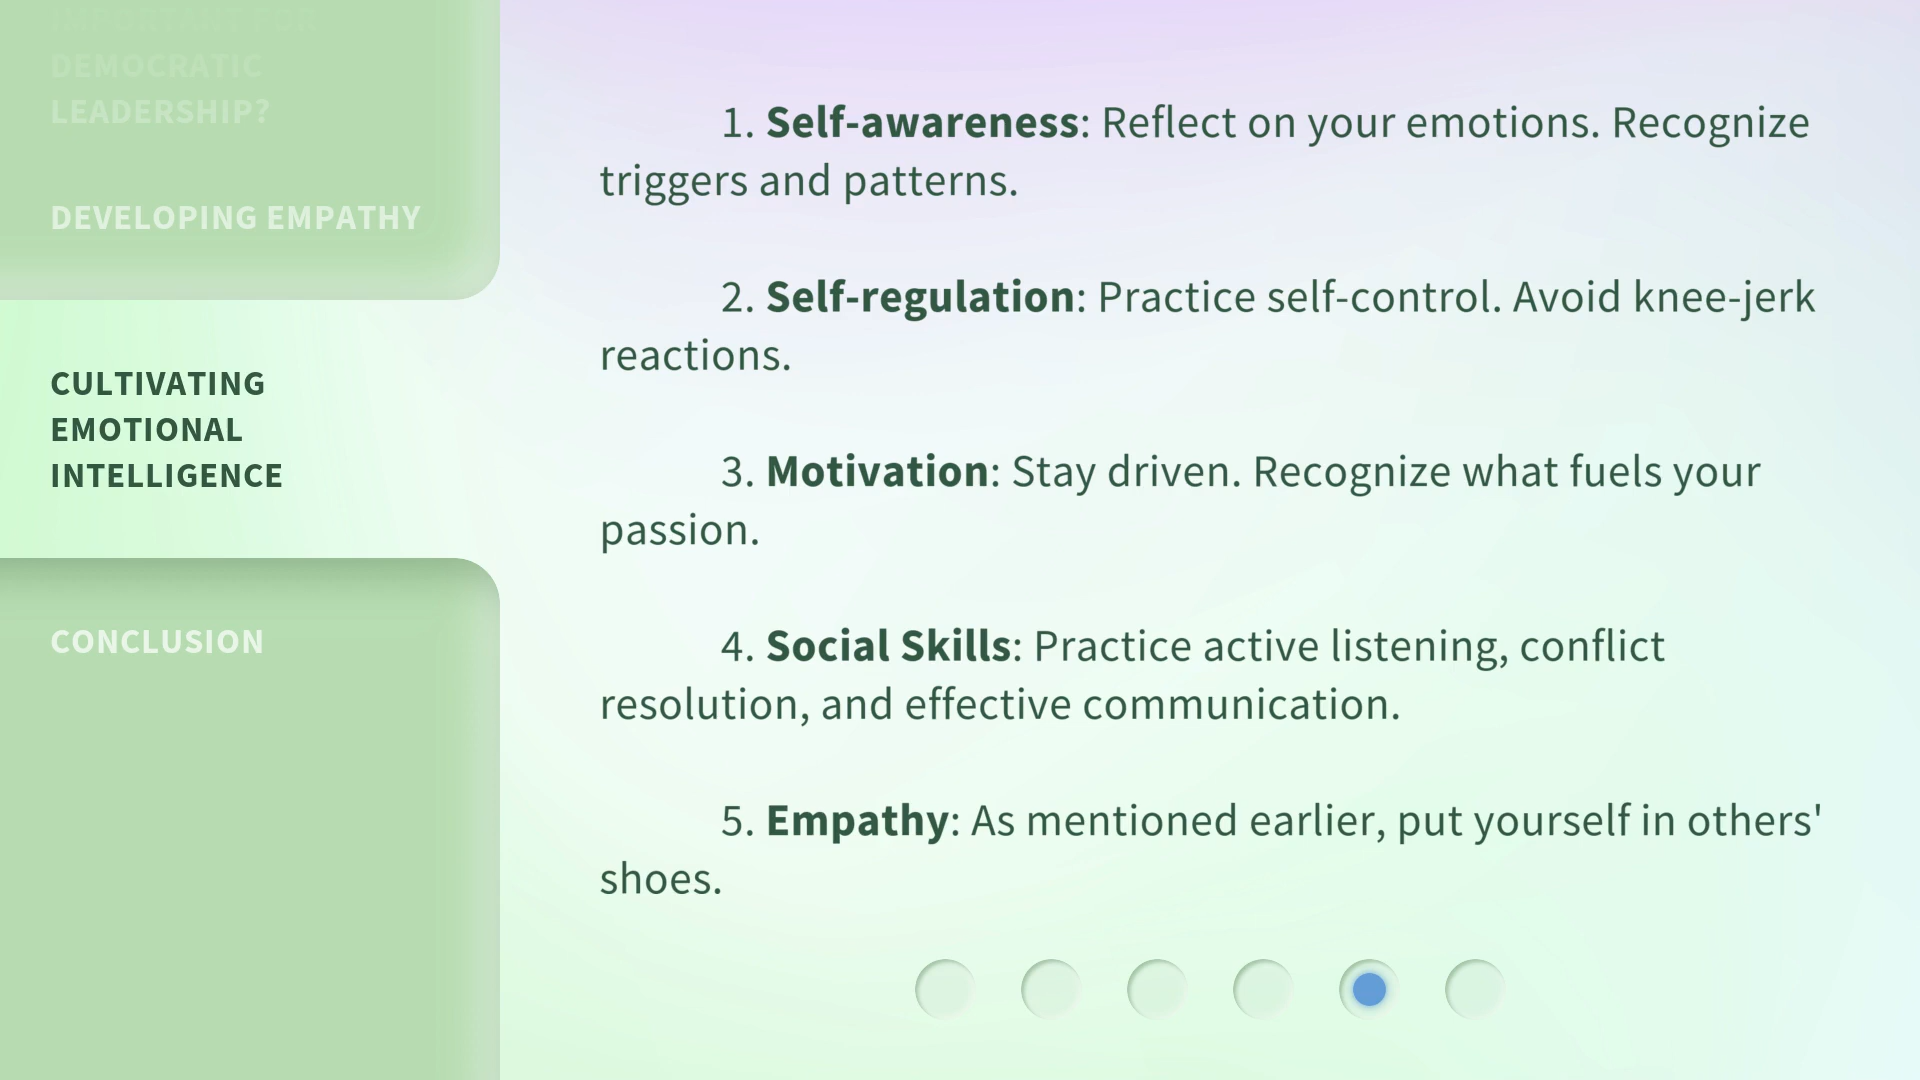 IMPORTANT FOR
DEMOCRATIC
LEADERSHIP?
DEVELOPING EMPATHY
CULTIVATING
EMOTIONAL
INTELLIGENCE
CONCLUSION
1. Self-awareness: Reflect on your emotions. Recognize
triggers and patterns.
2. Self-regulation: Practice self-control. Avoid knee-jerk
reactions.
3. Motivation: Stay driven. Recognize what fuels your
passion.
4. Social Skills: Practice active listening, conflict
resolution, and effective communication.
5. Empathy: As mentioned earlier, put yourself in others'
shoes.